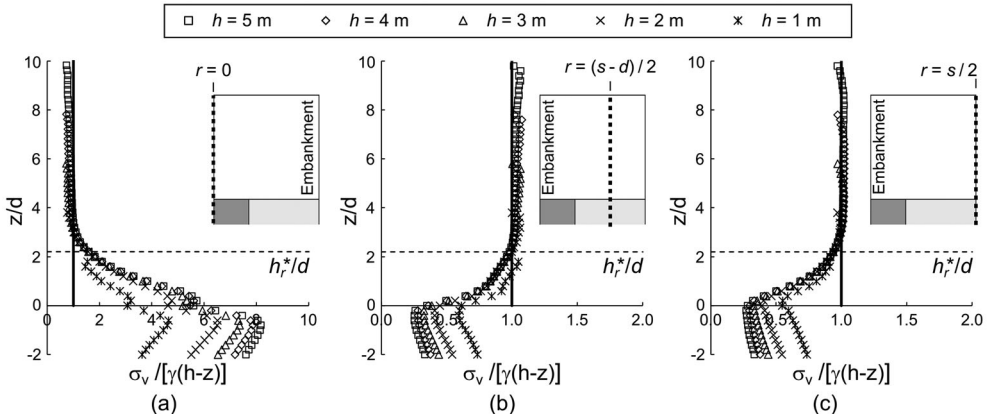 h = 5 m h = 4 m h = 3 m h = 2 m h = 1 m
z/d
10
8
6
4
2
0
-2
0 2 4 6 8 10
r = 0
Embankment
h_r*/d
σ_v /[γ(h-z)]
(a)
z/d
10
8
6
4
2
0
-2
0.0 0.5 1.0 1.5 2.0
r = (s - d) / 2
Embankment
h_r*/d
σ_v /[γ(h-z)]
(b)
z/d
10
8
6
4
2
0
-2
0.0 0.5 1.0 1.5 2.0
r = s / 2
Embankment
h_r*/d
σ_v /[γ(h-z)]
(c)